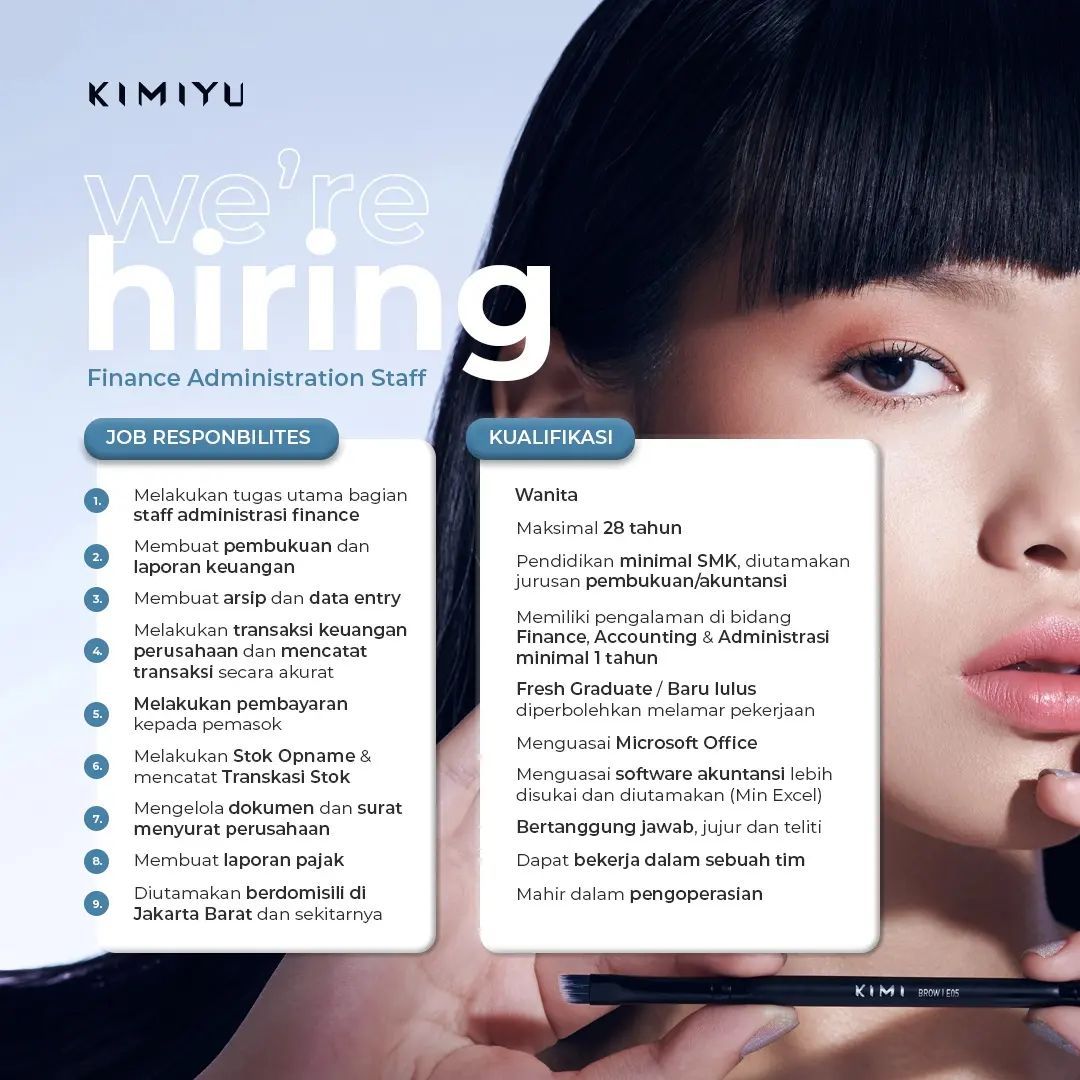 KIMIYU
we're
hiring
Finance Administration Staff
JOB RESPONBILITES
1. Melakukan tugas utama bagian
staff administrasi finance
2. Membuat pembukuan dan
laporan keuangan
3. Membuat arsip dan data entry
4. Melakukan transaksi keuangan
perusahaan dan mencatat
transaksi secara akurat
5. Melakukan pembayaran
kepada pemasok
6. Melakukan Stok Opname &
mencatat Transkasi Stok
7. Mengelola dokumen dan surat
menyurat perusahaan
8. Membuat laporan pajak
9. Diutamakan berdomisili di
Jakarta Barat dan sekitarnya
KUALIFIKASI
Wanita
Maksimal 28 tahun
Pendidikan minimal SMK, diutamakan
jurusan pembukuan/akuntansi
Memiliki pengalaman di bidang
Finance, Accounting & Administrasi
minimal 1 tahun
Fresh Graduate / Baru lulus
diperbolehkan melamar pekerjaan
Menguasai Microsoft Office
Menguasai software akuntansi lebih
disukai dan diutamakan (Min Excel)
Bertanggung jawab, jujur dan teliti
Dapat bekerja dalam sebuah tim
Mahir dalam pengoperasian
KIMI BROW | E05